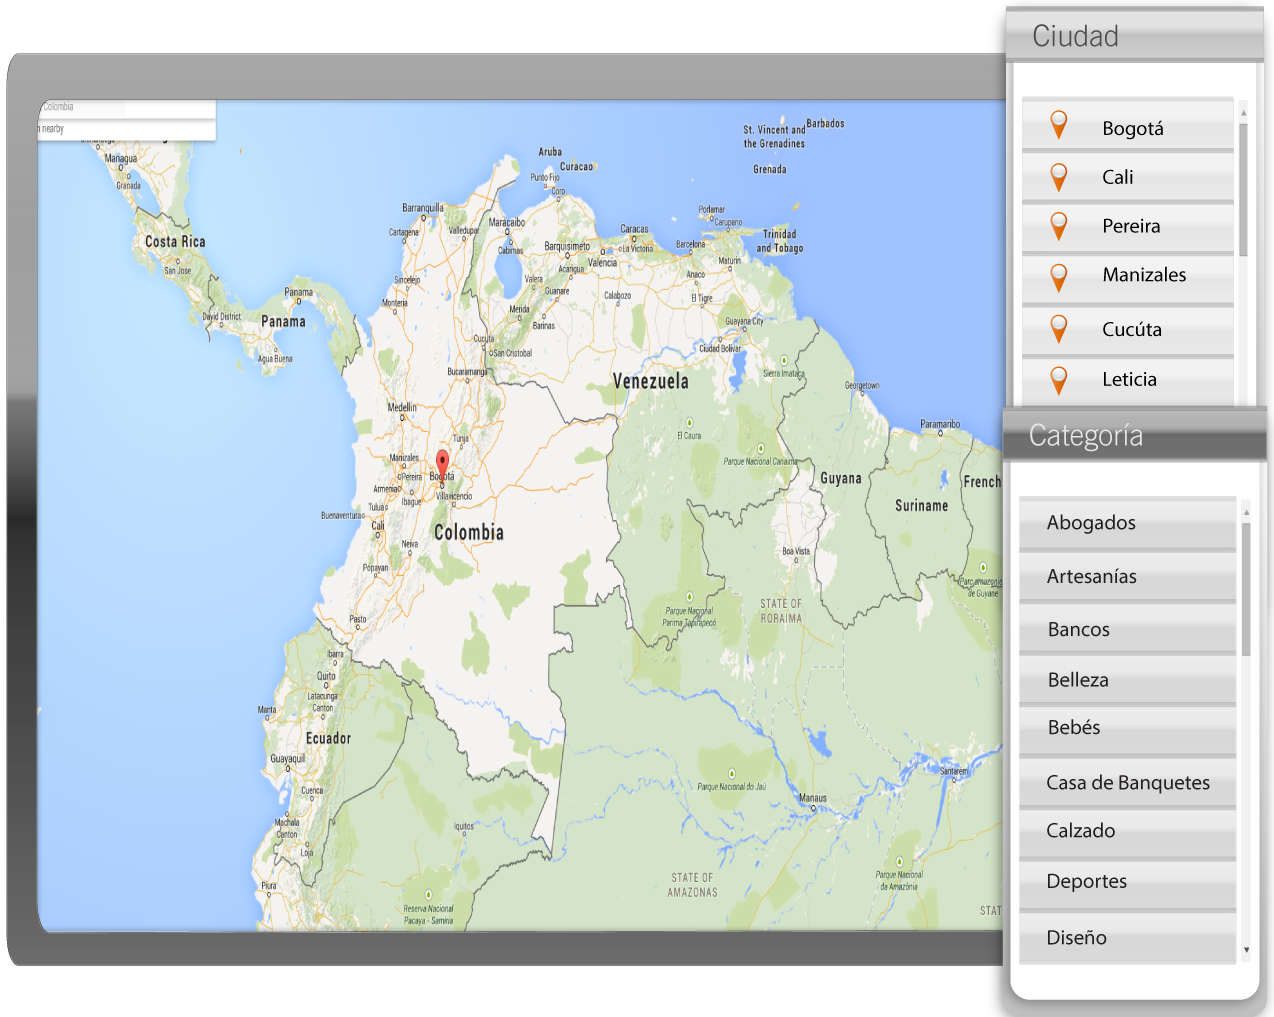 Ciudad
Bogotá
Cali
Pereira
Manizales
Cucúta
Leticia
Categoría
Abogados
Artesanías
Bancos
Belleza
Bebés
Casa de Banquetes
Calzado
Deportes
Diseño
Colombia
nearby
Managua
Granada
Costa Rica
San Jose
David District
Panama
Panama
Agua Buena
Aruba
Curacao
Punto Fijo
Coro
St. Vincent and
the Grenadines
Barbados
Grenada
Barranquilla
Cartagena
Valledupar
Maracaibo
Cabimas
Barquisimeto
Acarigua
Valencia
Caracas
La Victoria
Barcelona
Porlamar
Carupano
Trinidad
and Tobago
Maturin
Anaco
El Tigre
Sincelejo
Monteria
Valera
Guanare
Merida
Barinas
Calabozo
Guayana City
Ciudad Bolivar
Cucuta
San Cristobal
Bucaramanga
Venezuela
Sierra Imataca
Georgetown
Paramaribo
Medellin
Tunja
El Caura
Parque Nacional Canaima
Manizales
Pereira
Bogotá
Armenia
Ibague
Villavicencio
Tulua
Buenaventura
Cali
Neiva
Colombia
Popayan
Pasto
Guyana
Suriname
French
Boa Vista
Parc amazonien
de Guyane
STATE OF
RORAIMA
Parque Nacional
Parima Tapirapecó
Ibarra
Quito
Latacunga
Canton
Manta
Ecuador
Guayaquil
Cuenca
Machala
Canton
Loja
Piura
Iquitos
Parque Nacional do Jaú
Manaus
Santarem
STATE OF
AMAZONAS
Parque Nacional
da Amazônia
Reserva Nacional
Pacaya - Samiria
STAT